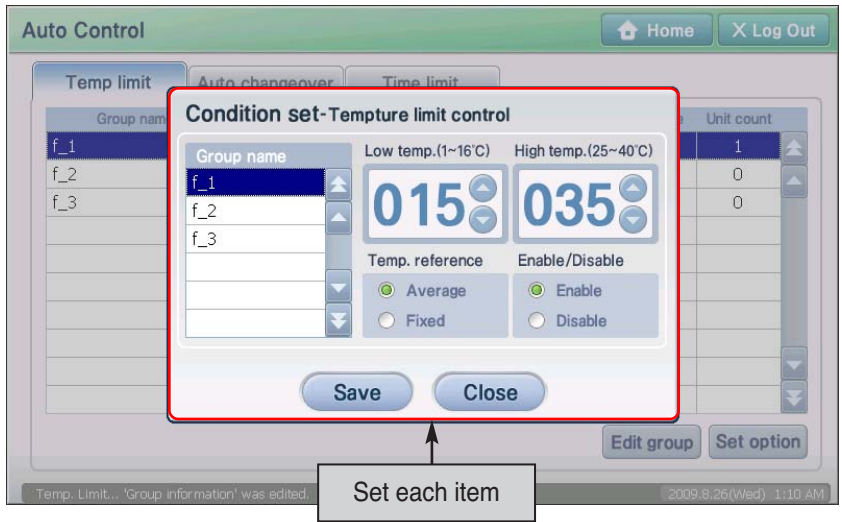 Auto Control
Home
X Log Out
Temp limit
Auto changeover
Time limit
Group nam
Unit count
f_1
1
f_2
0
f_3
0
Condition set-Tempture limit control
Group name
f_1
f_2
f_3
Low temp.(1~16°C)
High temp.(25~40°C)
015
035
Temp. reference
Enable/Disable
Average
Enable
Fixed
Disable
Save
Close
Edit group
Set option
Set each item
Temp. Limit... 'Group information' was edited.
2009.8.26(Wed) 1:10 AM